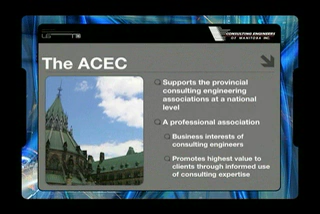 CONSULTING ENGINEERS
OF MANITOBA INC.
The ACEC
Supports the provincial
consulting engineering
associations at a national
level
A professional association
Business interests of
consulting engineers
Promotes highest value to
clients through informed use
of consulting expertise